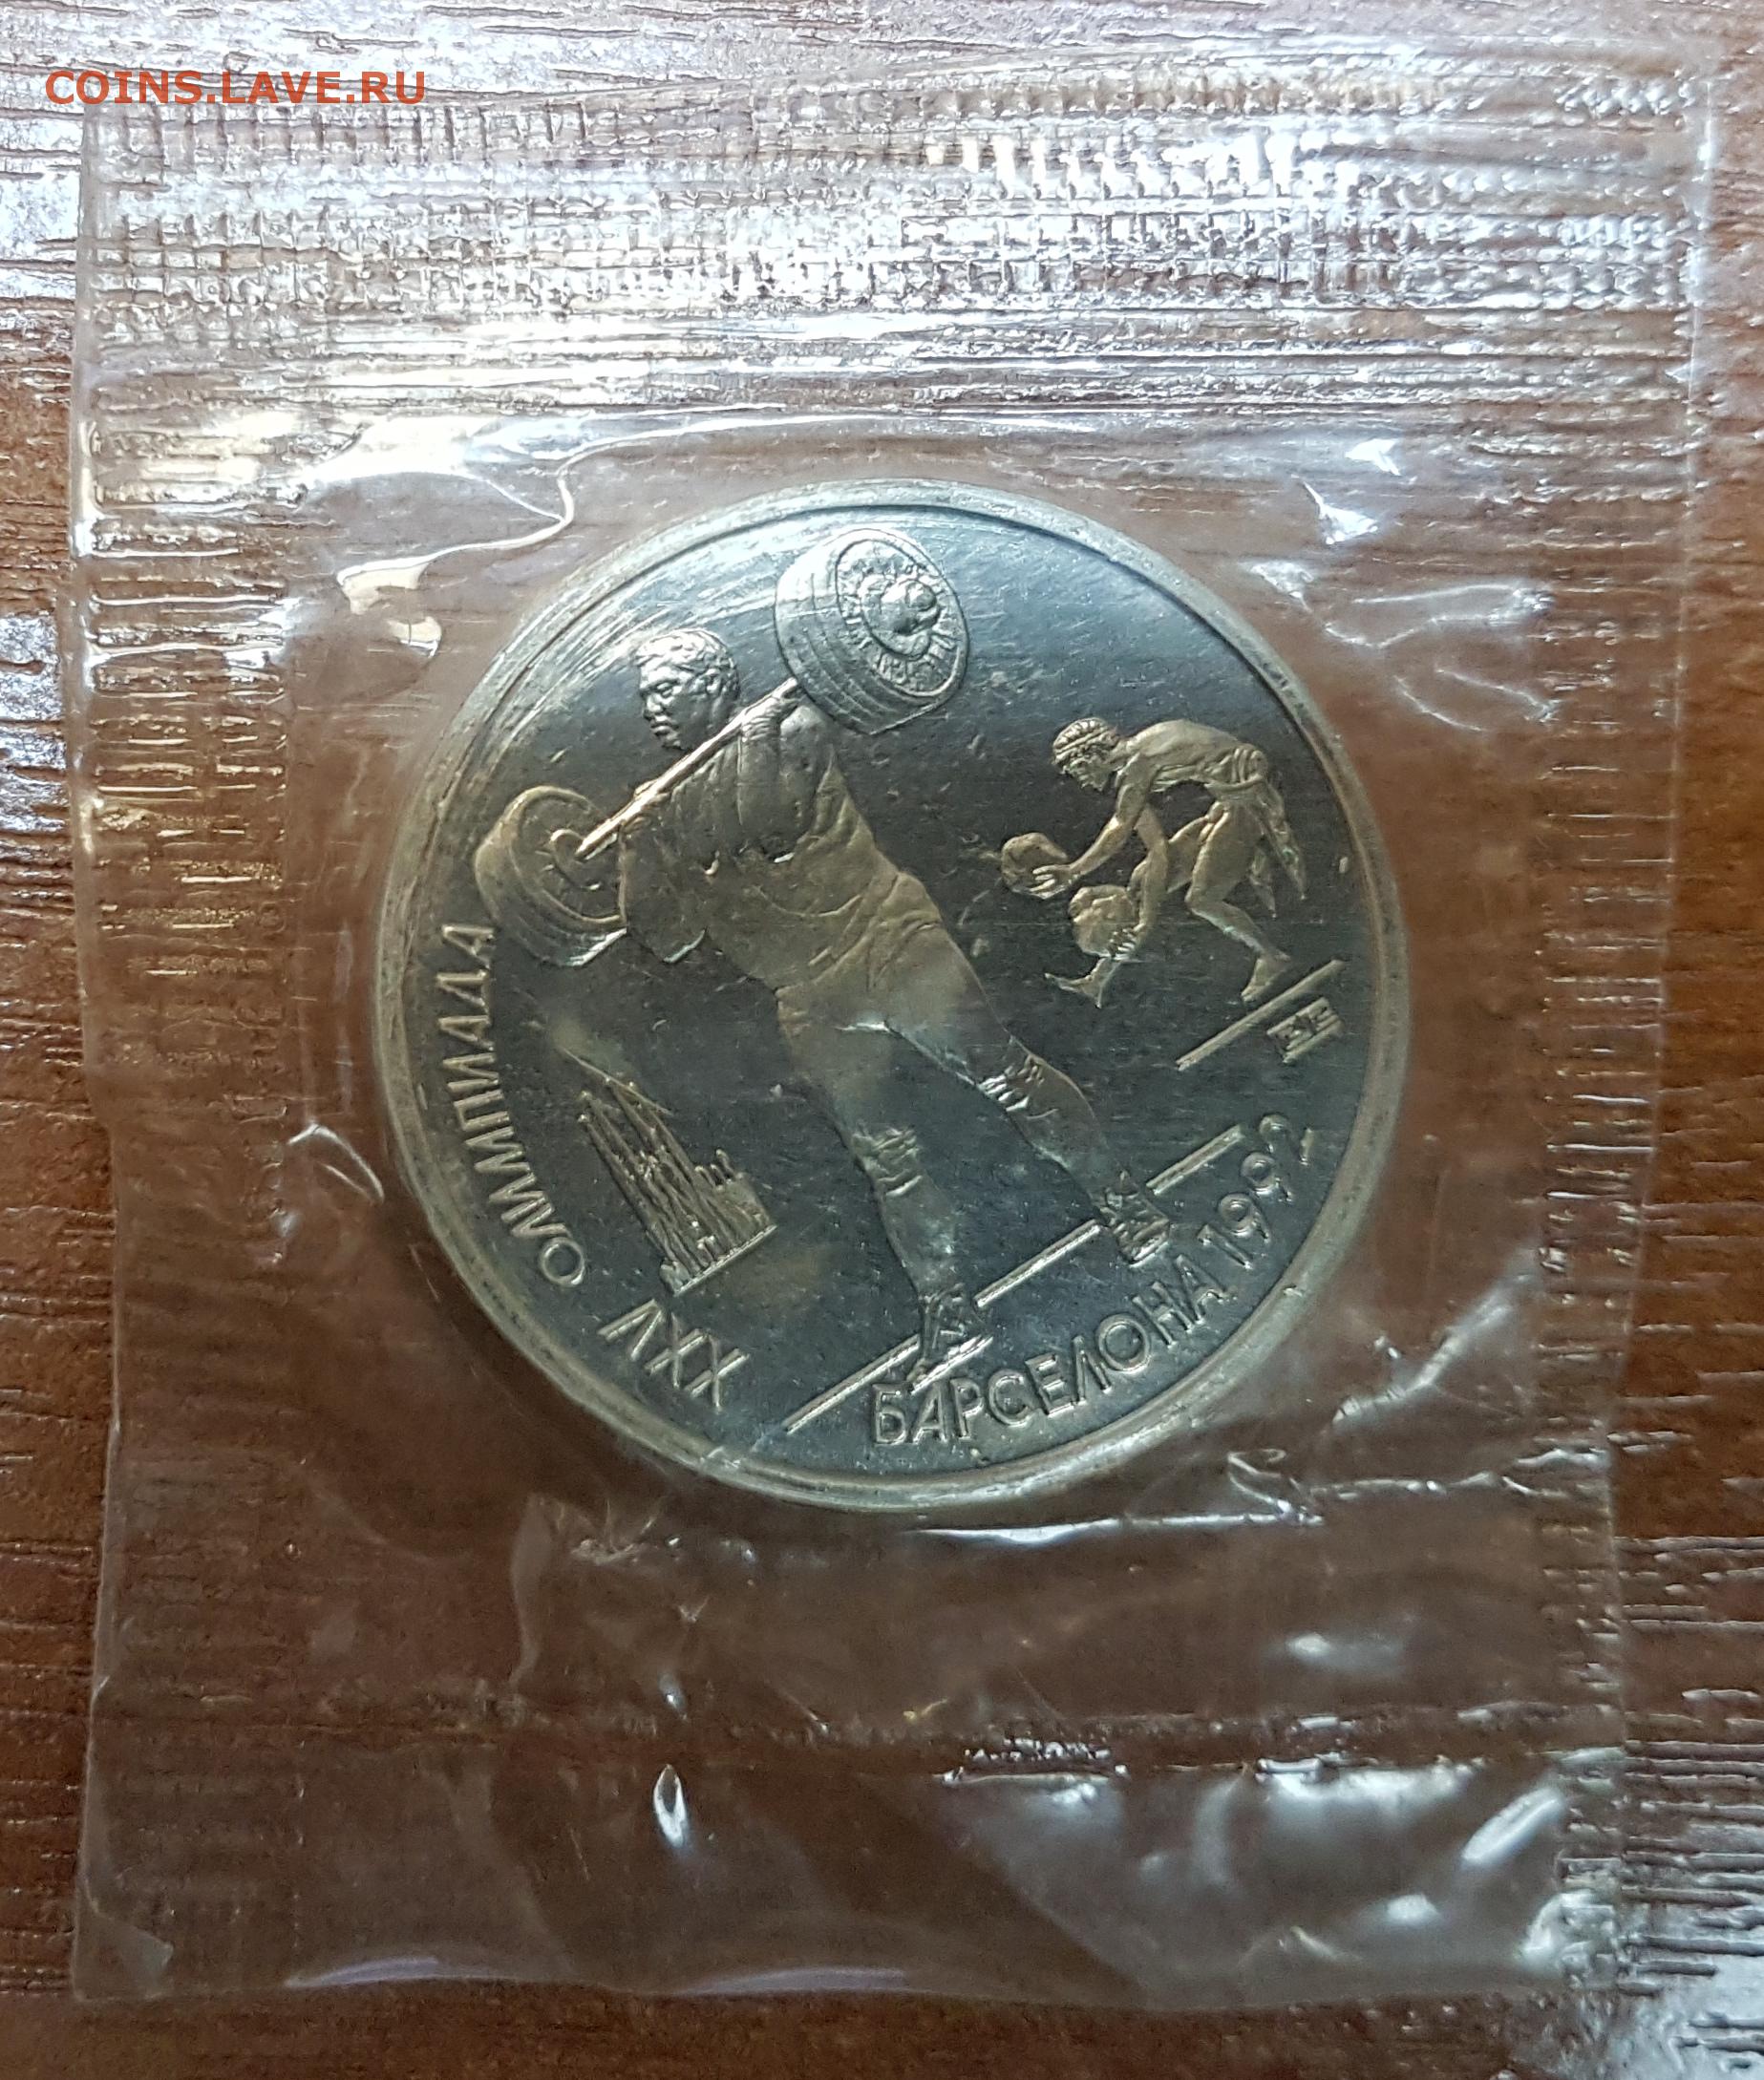 COINS.LAVE.RU
XXV ОЛИМПИАДА
БАРСЕЛОНА 1992